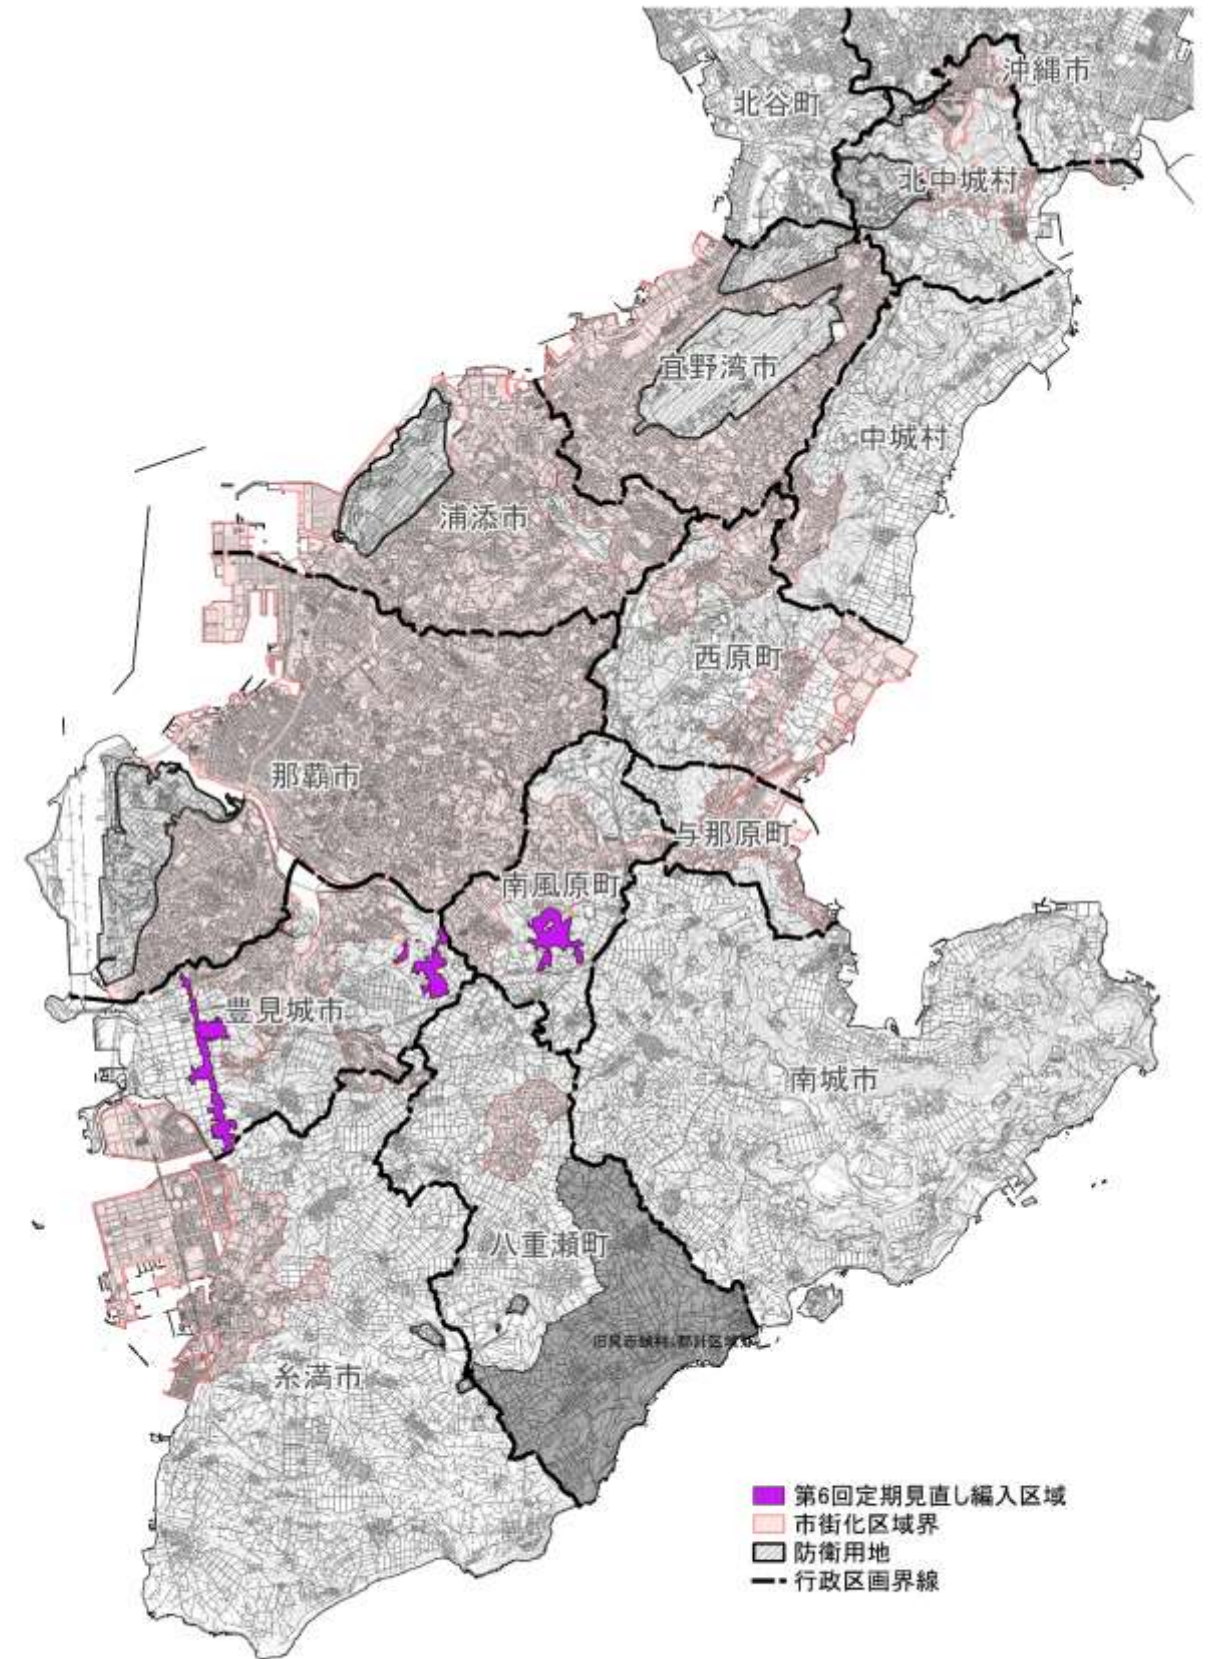 沖縄市
北谷町
北中城村
宜野湾市
中城村
浦添市
西原町
那覇市
与那原町
南風原町
豊見城市
南城市
八重瀬町
糸満市
第6回定期見直し編入区域
市街化区域界
防衛用地
行政区画界線